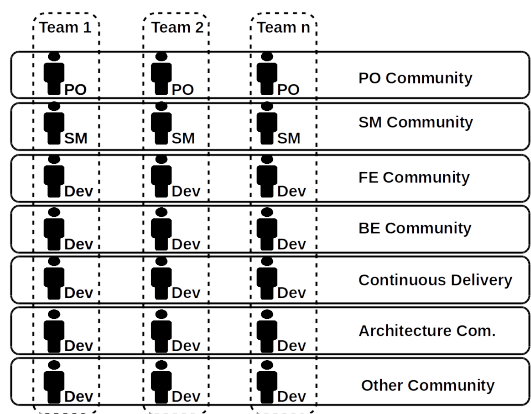 Team 1 Team 2 Team n
PO PO PO PO Community
SM SM SM SM Community
Dev Dev Dev FE Community
Dev Dev Dev BE Community
Dev Dev Dev Continuous Delivery
Dev Dev Dev Architecture Com.
Dev Dev Dev Other Community